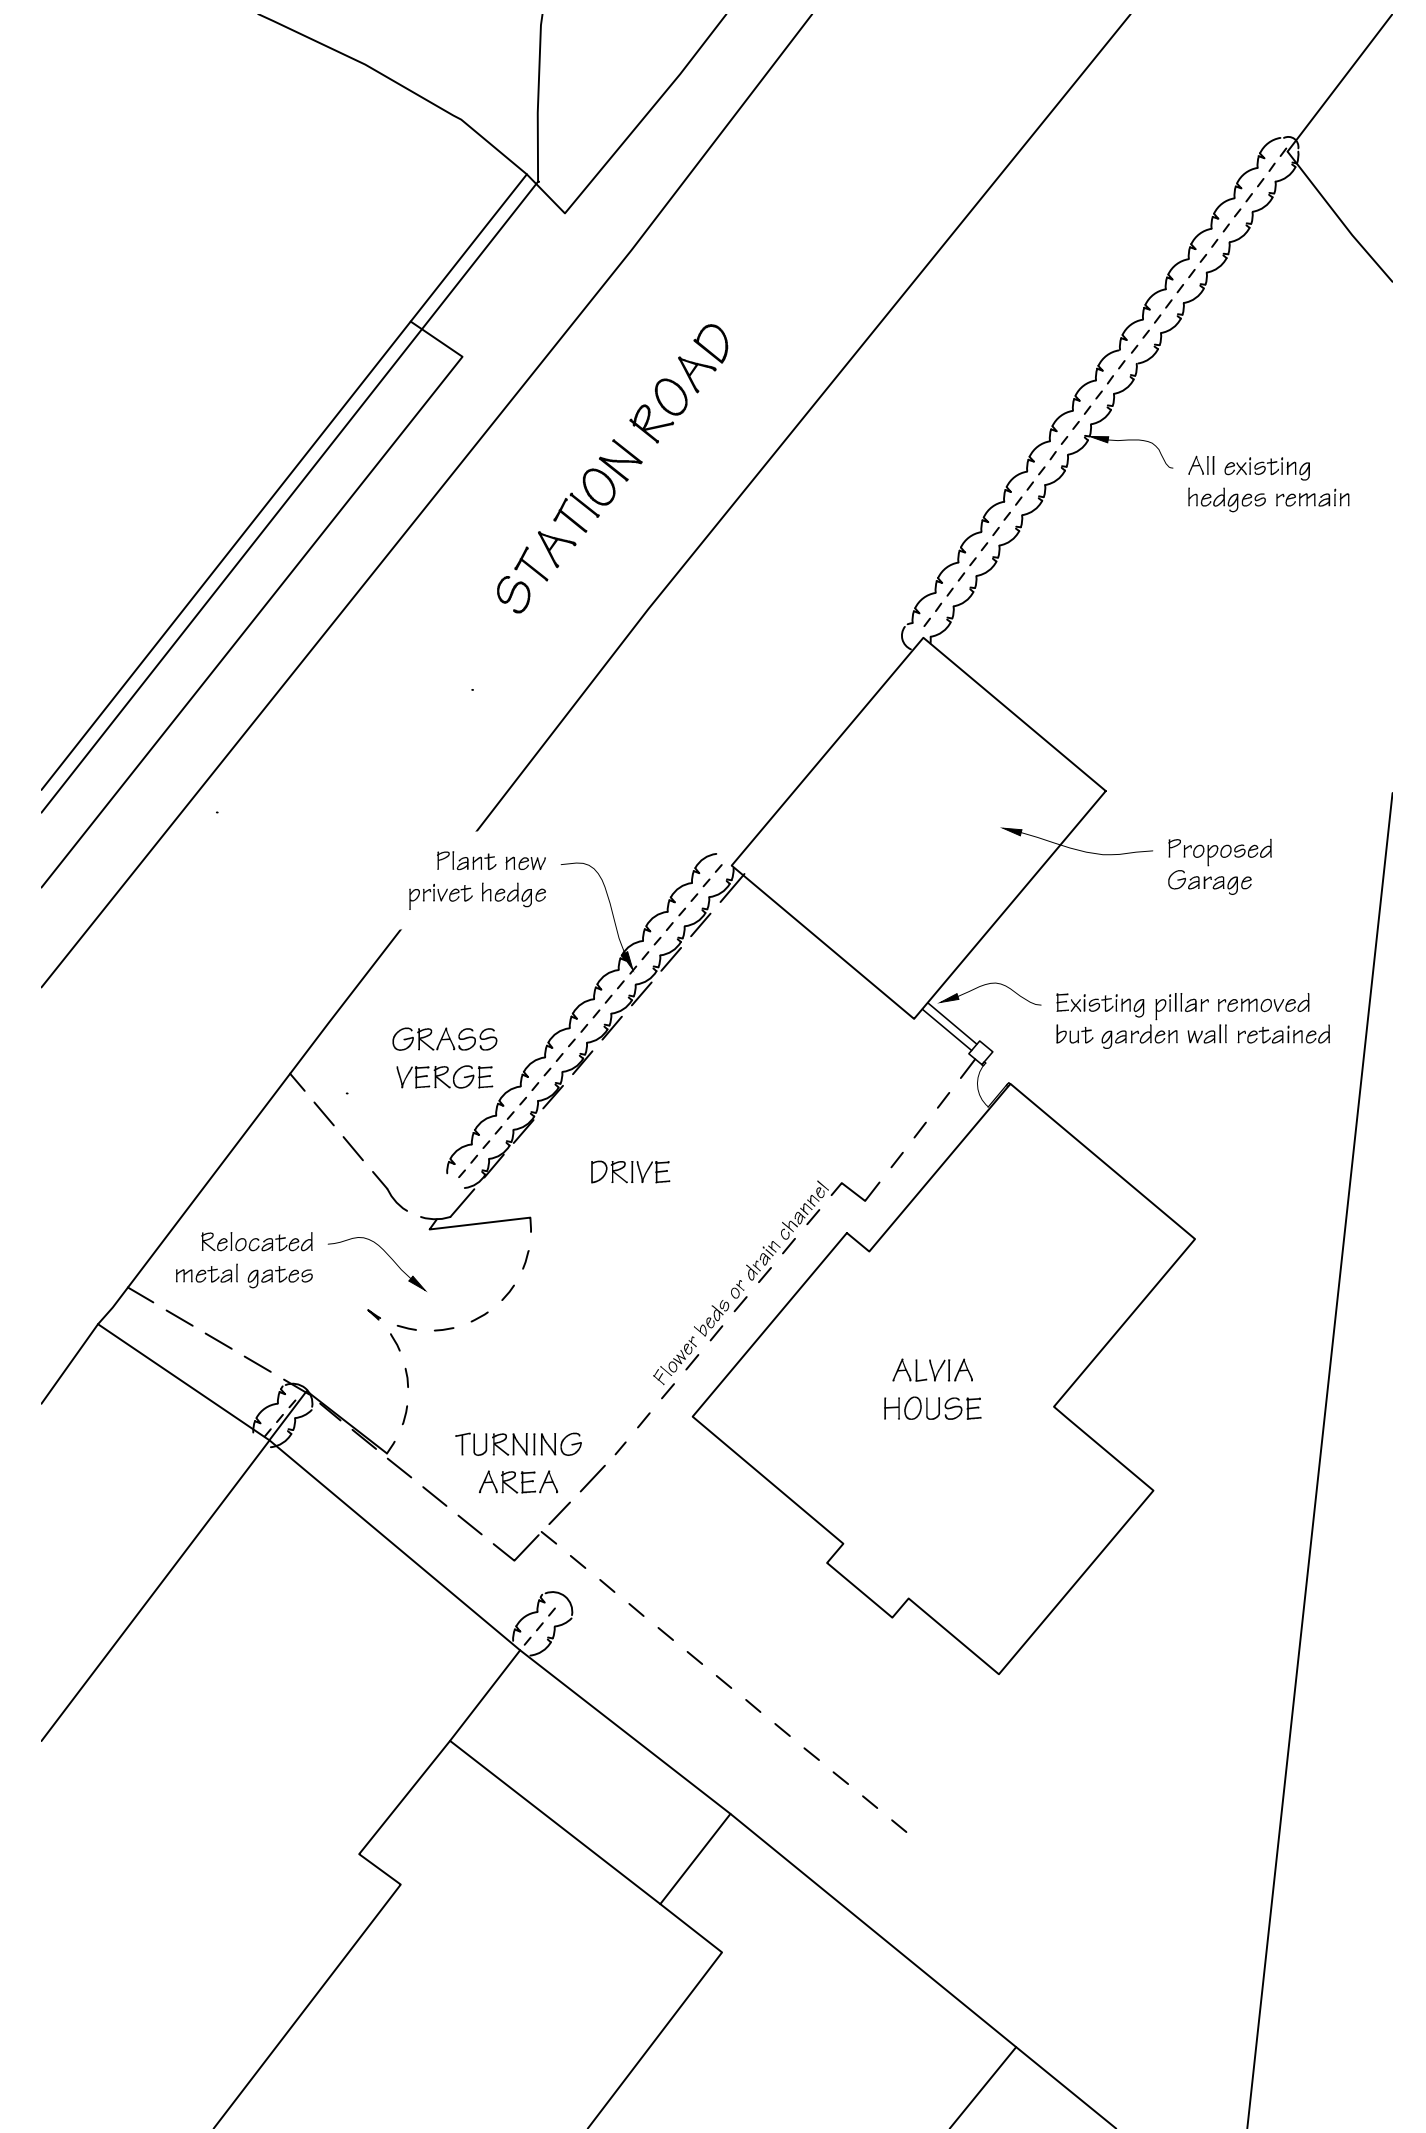 STATION ROAD
All existing
hedges remain
Plant new
privet hedge
Proposed
Garage
Existing pillar removed
but garden wall retained
GRASS
VERGE
DRIVE
Relocated
metal gates
Flower beds or drain channel
ALVIA
HOUSE
TURNING
AREA